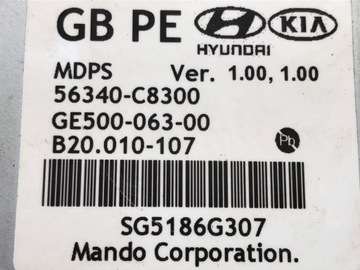 GB PE HYUNDAI KIA
MDPS Ver. 1.00, 1.00
56340-C8300
GE500-063-00
B20.010-107 Pb
SG5186G307
Mando Corporation.